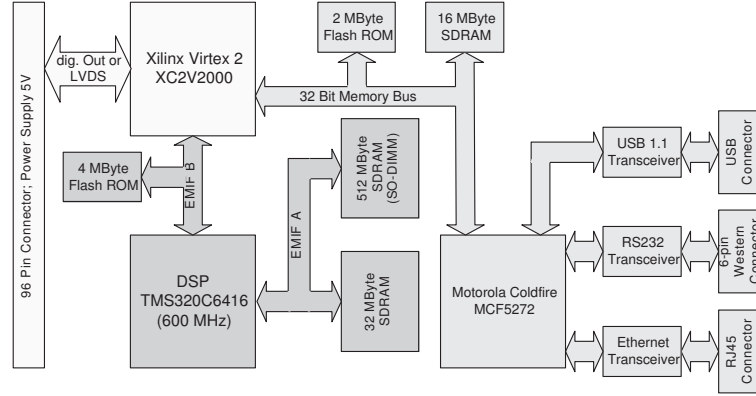 96 Pin Connector; Power Supply 5V
dig. Out or
LVDS
Xilinx Virtex 2
XC2V2000
2 MByte
Flash ROM
16 MByte
SDRAM
32 Bit Memory Bus
4 MByte
Flash ROM
EMIF B
EMIF A
512 MByte
SDRAM
(SO-DIMM)
32 MByte
SDRAM
DSP
TMS320C6416
(600 MHz)
Motorola Coldfire
MCF5272
USB 1.1
Transceiver
USB
Connector
RS232
Transceiver
6-pin
Western
Connector
Ethernet
Transceiver
RJ45
Connector